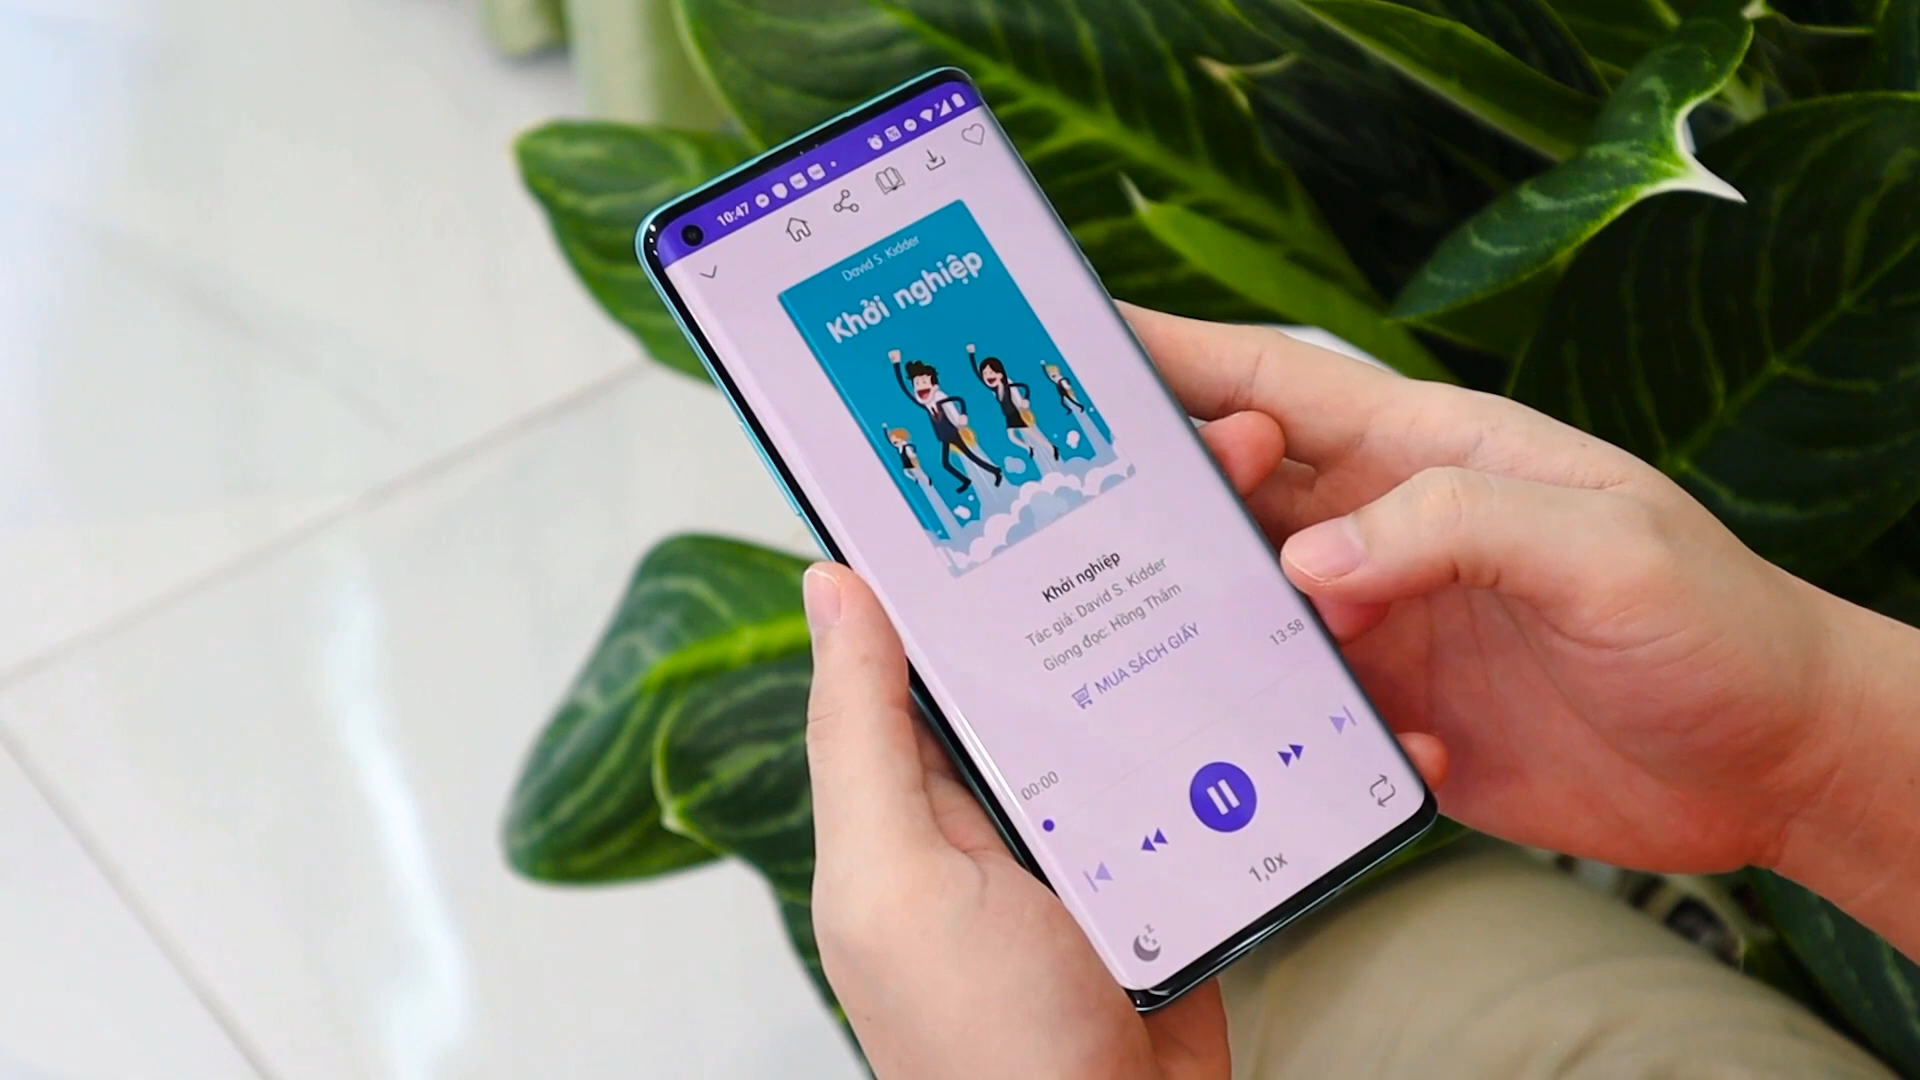 10:47
David S. Kidder
Khởi nghiệp
Khởi nghiệp
Tác giả: David S. Kidder
Giọng đọc: Hồng Thắm
MUA SÁCH GIẤY
00:00
13:58
1,0x